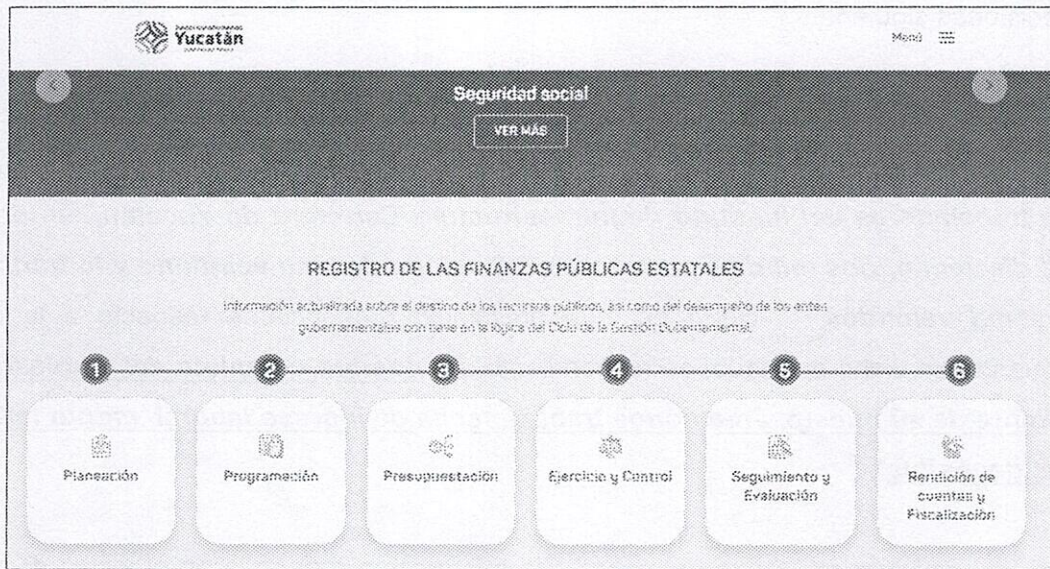 Yucatán
Menú
Seguridad social
VER MÁS
REGISTRO DE LAS FINANZAS PÚBLICAS ESTATALES
Información actualizada sobre el destino de los recursos públicos, así como del desempeño de los entes
gubernamentales con base en la lógica del Ciclo de la Gestión Gubernamental.
1 2 3 4 5 6
Planeación Programación Presupuestación Ejercicio y Control Seguimiento y Rendición de
Evaluación cuentas y
Fiscalización